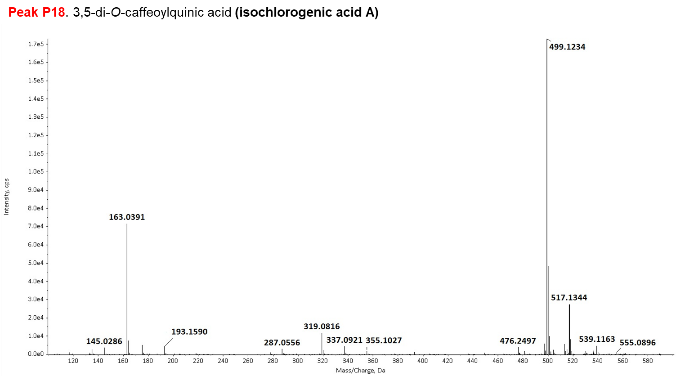 Peak P18. 3,5-di-O-caffeoylquinic acid (isochlorogenic acid A)
1.7e5
499.1234
1.6e5
1.5e5
1.4e5
1.3e5
1.2e5
1.1e5
1.0e5
9.0e4
8.0e4
163.0391
7.0e4
6.0e4
5.0e4
4.0e4
517.1344
3.0e4
2.0e4
319.0816
193.1590
539.1163
1.0e4
145.0286
287.0556
337.0921 355.1027
476.2497
555.0896
0.0e0
120 140 160 180 200 220 240 260 280 300 320 340 360 380 400 420 440 460 480 500 520 540 560 580
Mass/Charge, Da
Intensity, cps